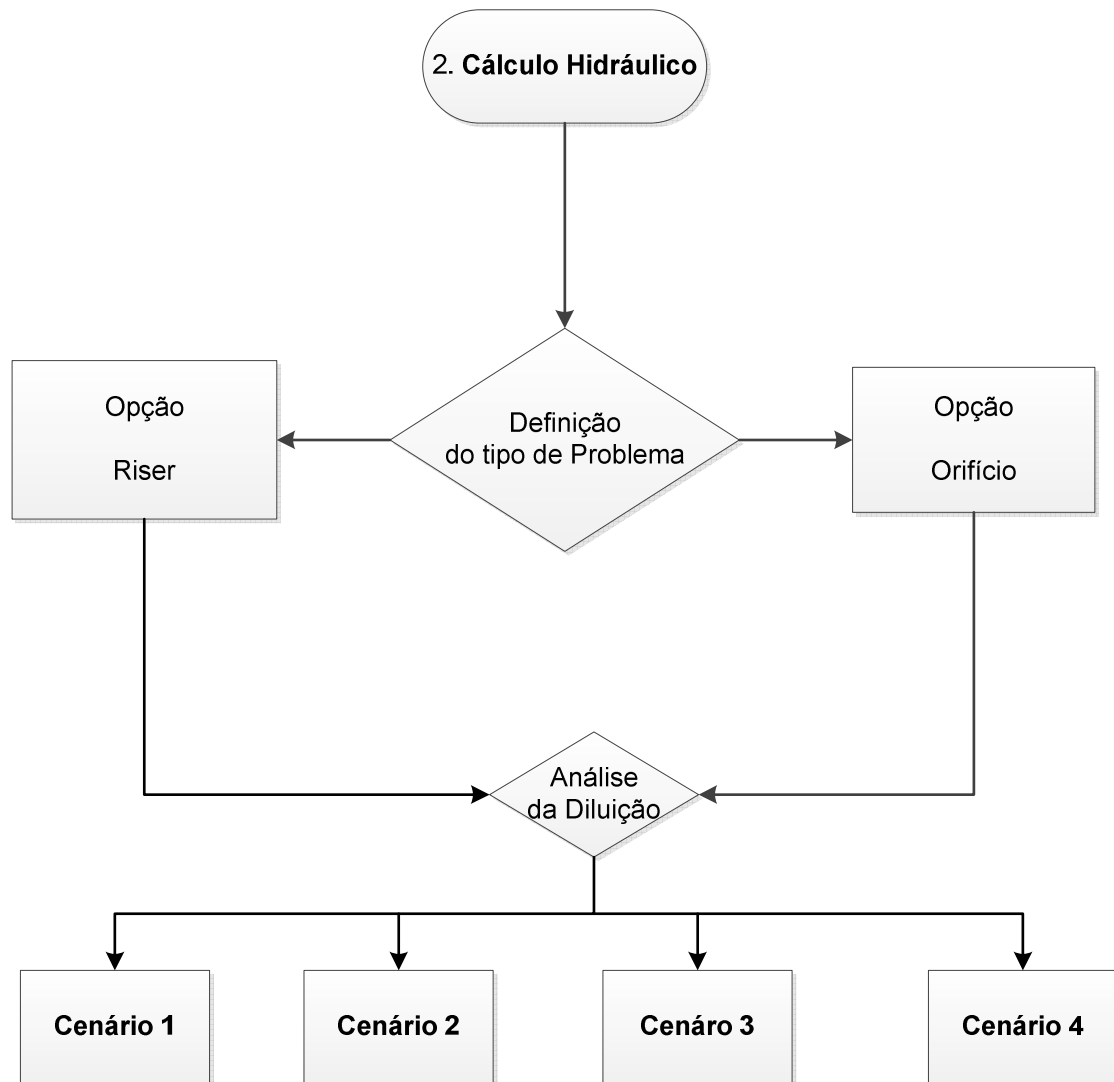 2. Cálculo Hidráulico
Definição
do tipo de Problema
Opção
Riser
Opção
Orifício
Análise
da Diluição
Cenário 1
Cenário 2
Cenáro 3
Cenário 4